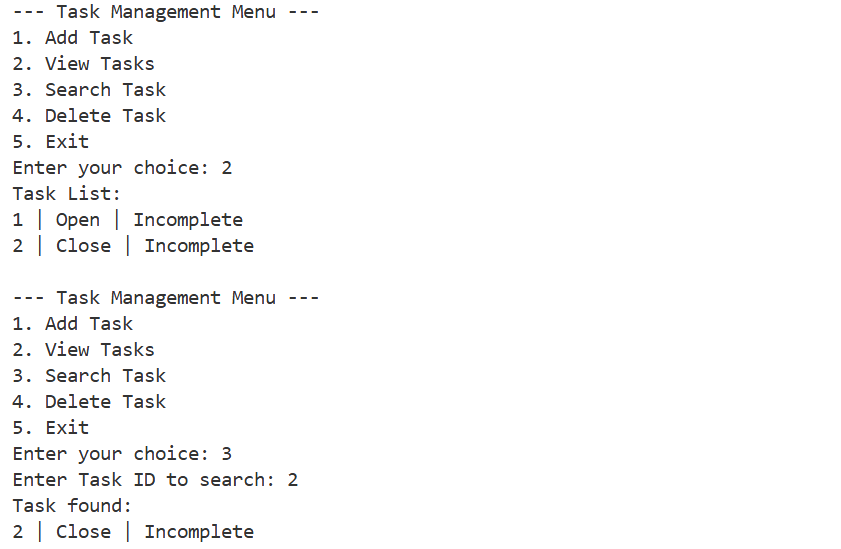 --- Task Management Menu ---
1. Add Task
2. View Tasks
3. Search Task
4. Delete Task
5. Exit
Enter your choice: 2
Task List:
1 | Open | Incomplete
2 | Close | Incomplete

--- Task Management Menu ---
1. Add Task
2. View Tasks
3. Search Task
4. Delete Task
5. Exit
Enter your choice: 3
Enter Task ID to search: 2
Task found:
2 | Close | Incomplete